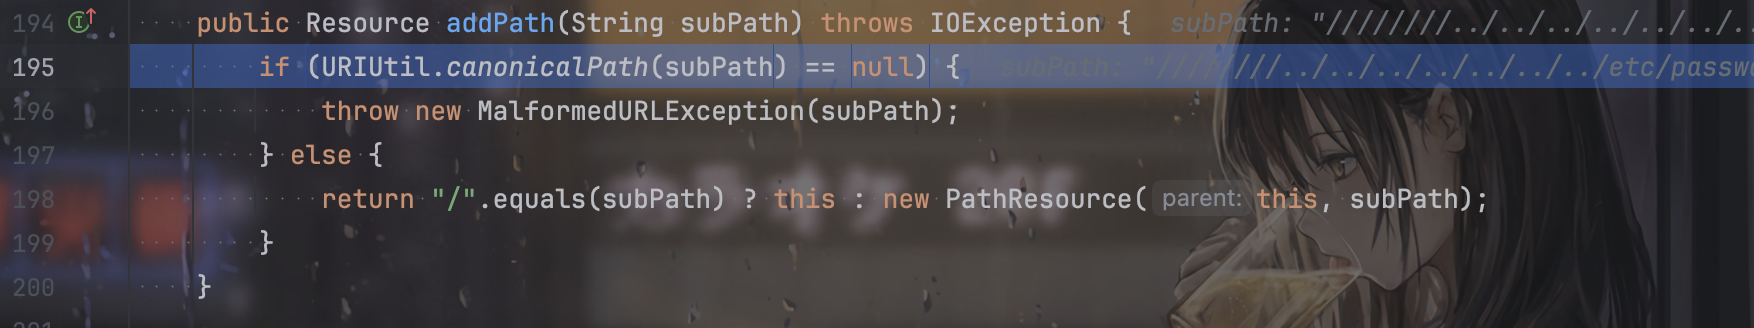 194 public Resource addPath(String subPath) throws IOException { subPath: "////////../../../../../../.
195 if (URIUtil.canonicalPath(subPath) == null) { subPath: "////////../../../../../../../etc/passw
196 throw new MalformedURLException(subPath);
197 } else {
198 return "/".equals(subPath) ? this : new PathResource( parent: this, subPath);
199 }
200 }